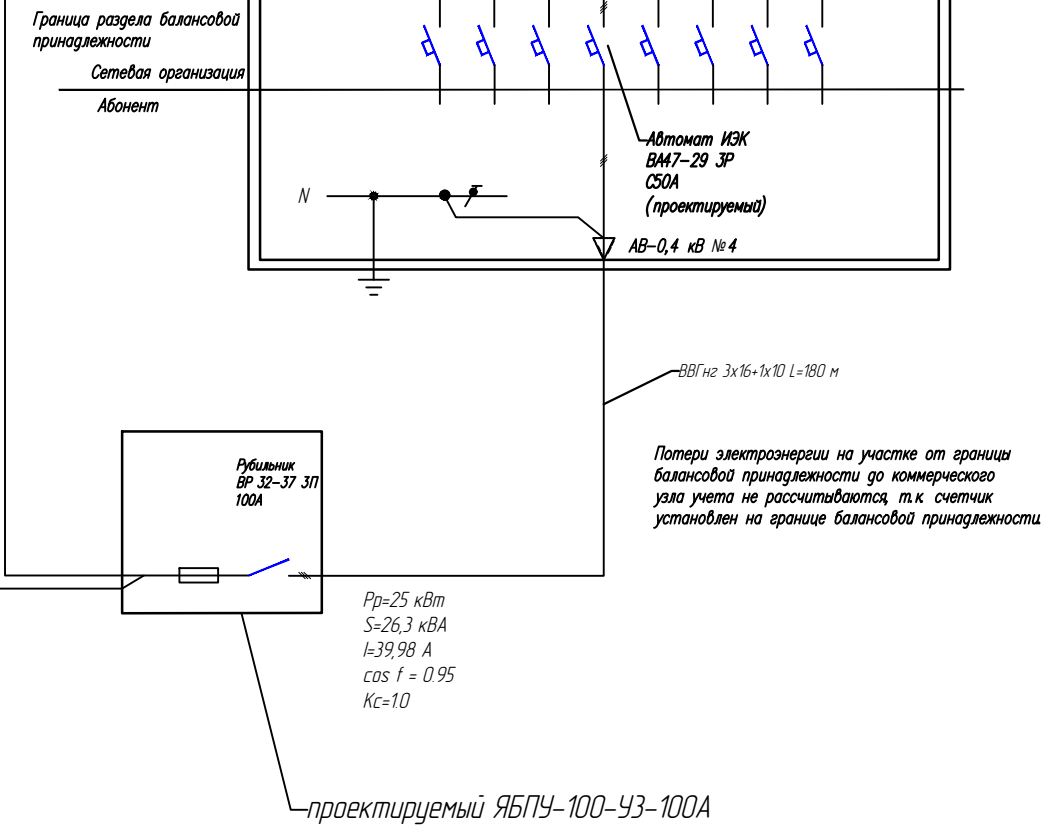 Граница раздела балансовой
принадлежности
Сетевая организация
Абонент
Автомат ИЭК
ВА47-29 3Р
С50А
(проектируемый)
N
АВ-0,4 кВ №4
ВВГнг 3х16+1х10 L=180 м
Рубильник
ВР 32-37 3П
100А
Потери электроэнергии на участке от границы
балансовой принадлежности до коммерческого
узла учета не рассчитываются, т.к счетчик
установлен на границе балансовой принадлежности.
Рр=25 кВт
S=26,3 кВА
I=39,98 А
cos f = 0.95
Кс=1.0
проектируемый ЯБПУ-100-У3-100А